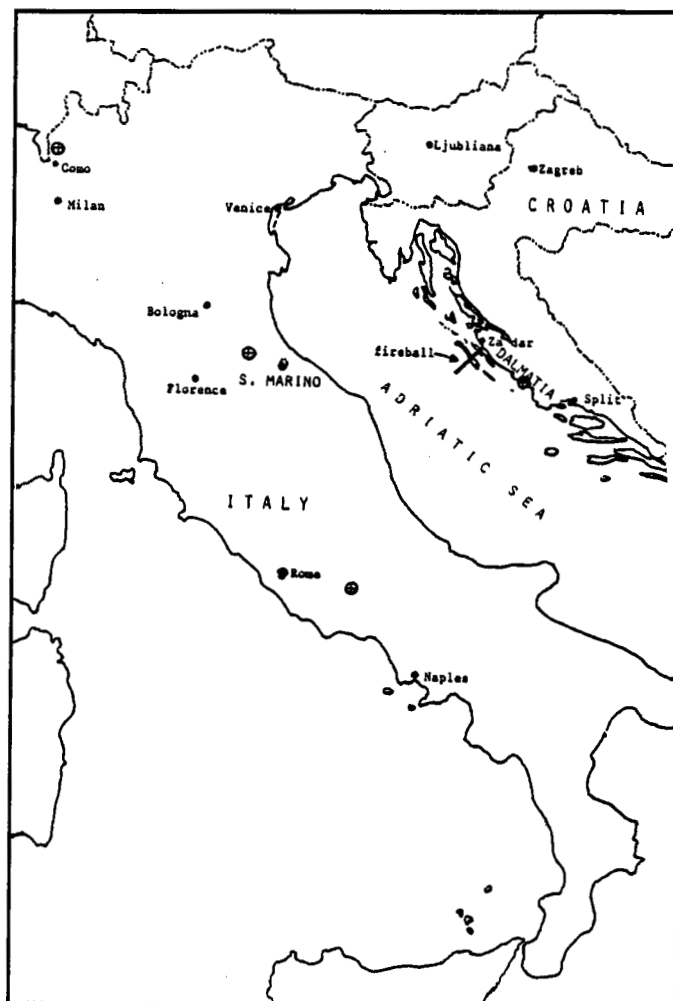 Ljubliana
Como
Zagreb
Milan
CROATIA
Venice
Bologna
Zadar
fireball
DALMATIA
Florence
S. MARINO
Split
ADRIATIC SEA
ITALY
Rome
Naples